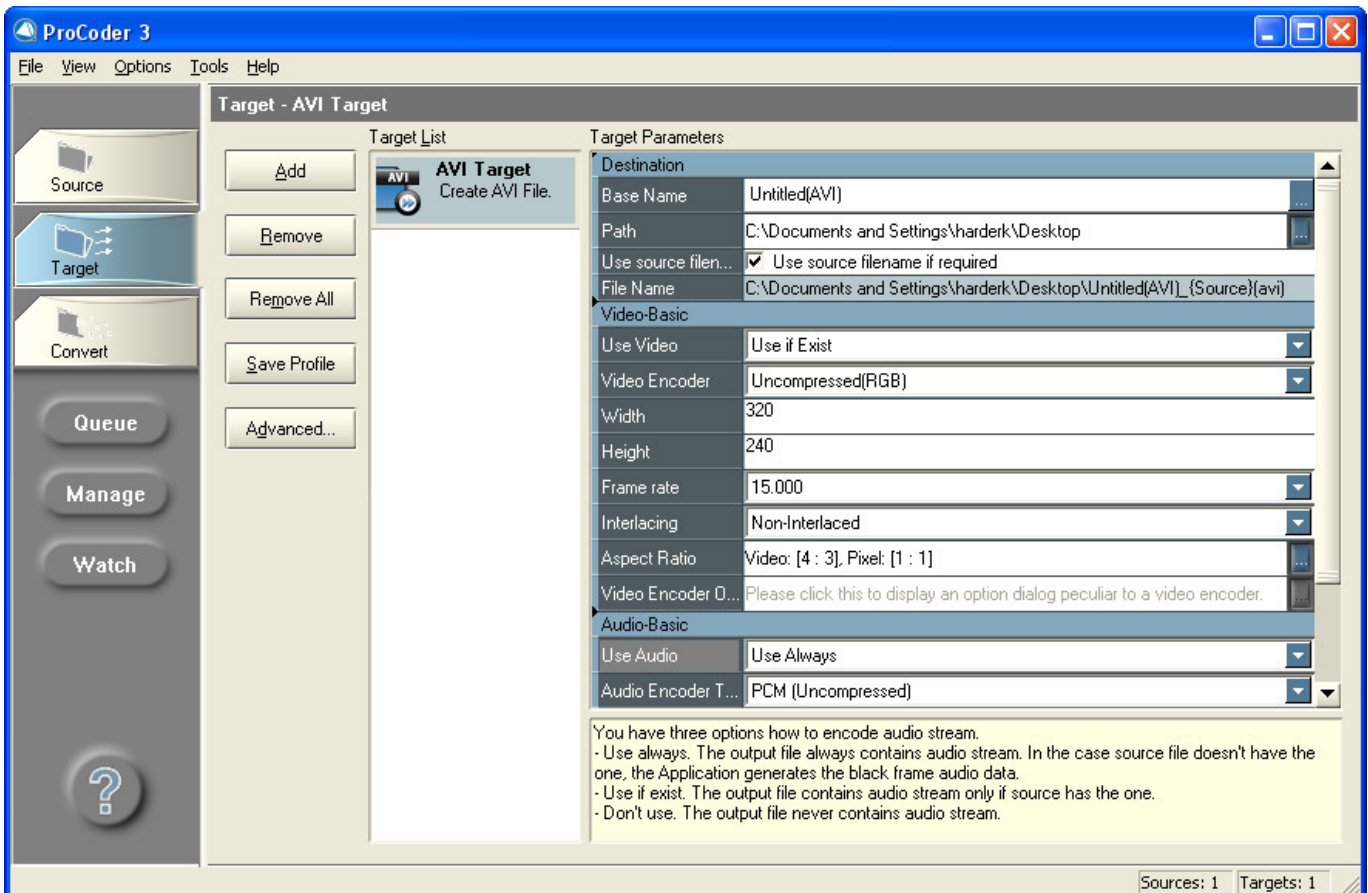 ProCoder 3
File View Options Tools Help
Target - AVI Target
Source
Target
Convert
Queue
Manage
Watch
Add
Remove
Remove All
Save Profile
Advanced...
Target List
AVI
AVI Target
Create AVI File.
Target Parameters
Destination
Base Name Untitled(AVI) ...
Path C:\Documents and Settings\harderk\Desktop ...
Use source filen... Use source filename if required
File Name C:\Documents and Settings\harderk\Desktop\Untitled(AVI)_{Source}(avi)
Video-Basic
Use Video Use if Exist
Video Encoder Uncompressed(RGB)
Width 320
Height 240
Frame rate 15.000
Interlacing Non-Interlaced
Aspect Ratio Video: [4 : 3], Pixel: [1 : 1] ...
Video Encoder O... Please click this to display an option dialog peculiar to a video encoder. ...
Audio-Basic
Use Audio Use Always
Audio Encoder T... PCM (Uncompressed)
You have three options how to encode audio stream.
- Use always. The output file always contains audio stream. In the case source file doesn't have the
one, the Application generates the black frame audio data.
- Use if exist. The output file contains audio stream only if source has the one.
- Don't use. The output file never contains audio stream.
?
Sources: 1 Targets: 1